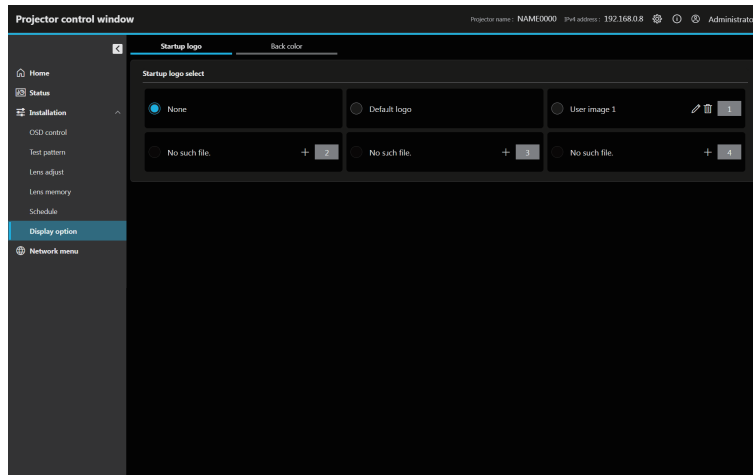 Projector control window
Projector name: NAME0000 IPv4 address: 192.168.0.8 Administrato
Startup logo Back color
Home
Status
Installation
OSD control
Test pattern
Lens adjust
Lens memory
Schedule
Display option
Network menu
Startup logo select
None Default logo User image 1 1
No such file. 2 No such file. 3 No such file. 4